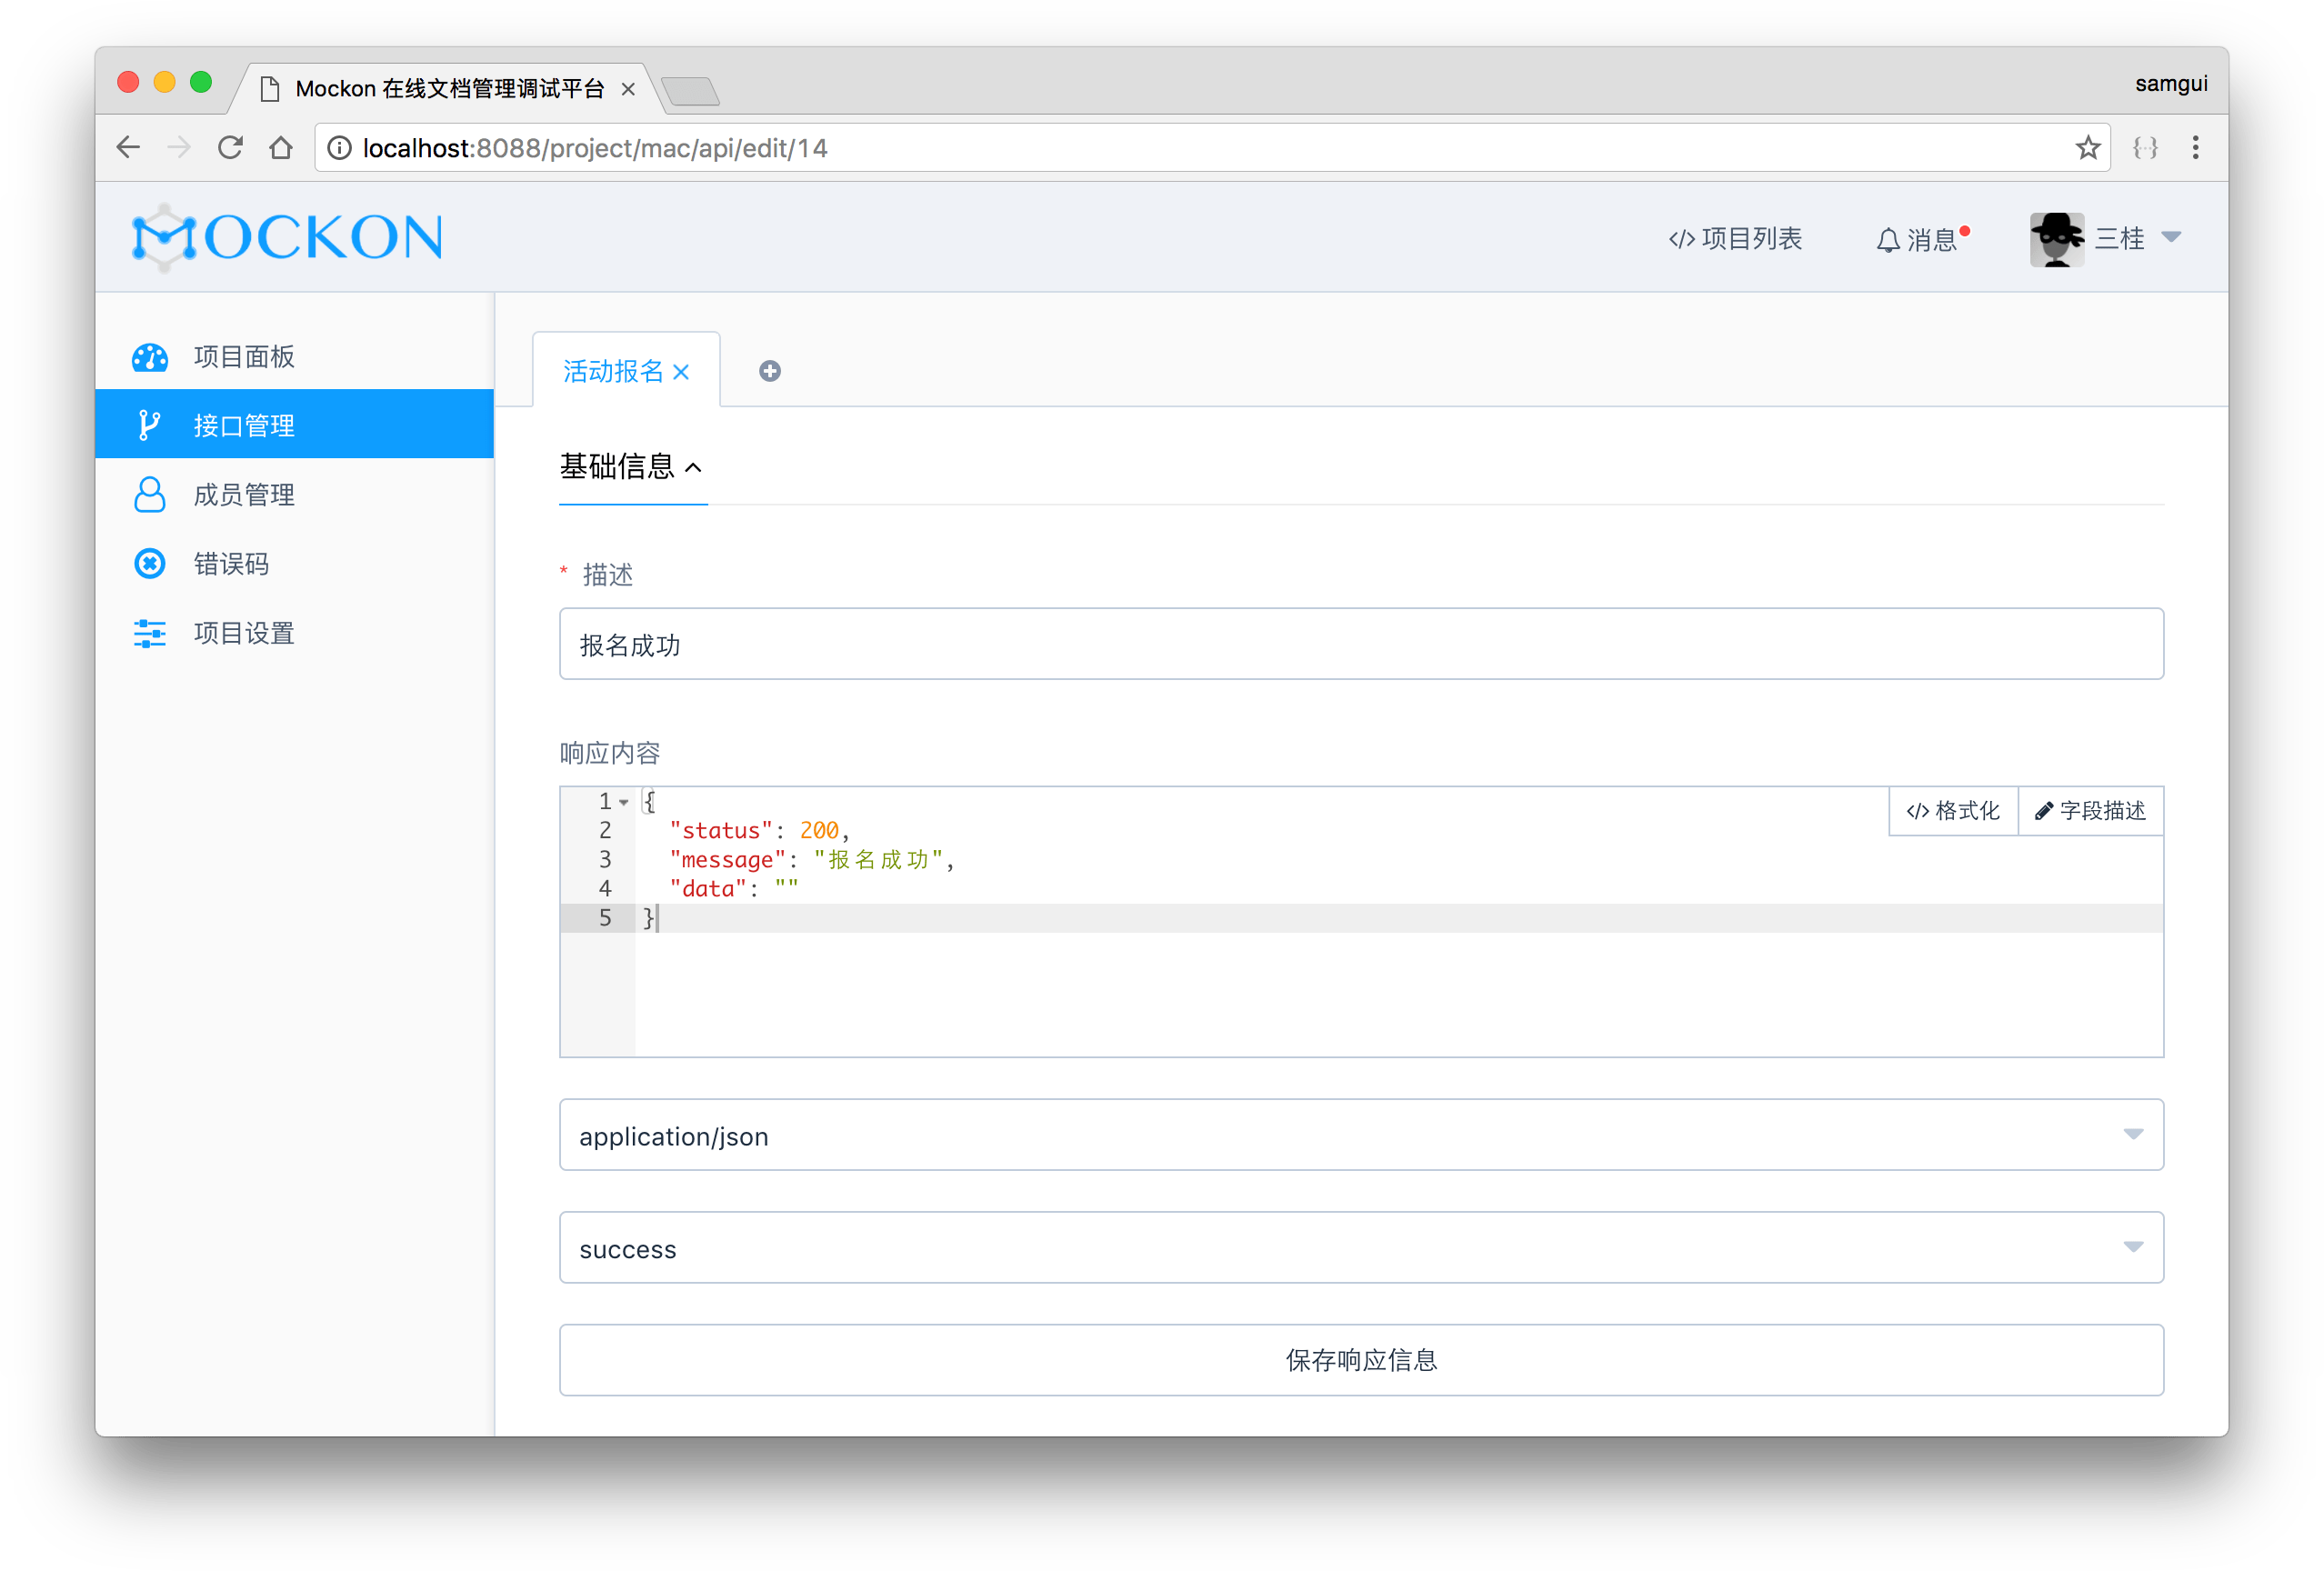 Mockon 在线文档管理调试平台
samgui
localhost:8088/project/mac/api/edit/14
MOCKON
</> 项目列表
消息
三桂
项目面板
接口管理
成员管理
错误码
项目设置
活动报名
基础信息
* 描述
报名成功
响应内容
</> 格式化
字段描述
1 {
2 "status": 200,
3 "message": "报名成功",
4 "data": ""
5 }
application/json
success
保存响应信息